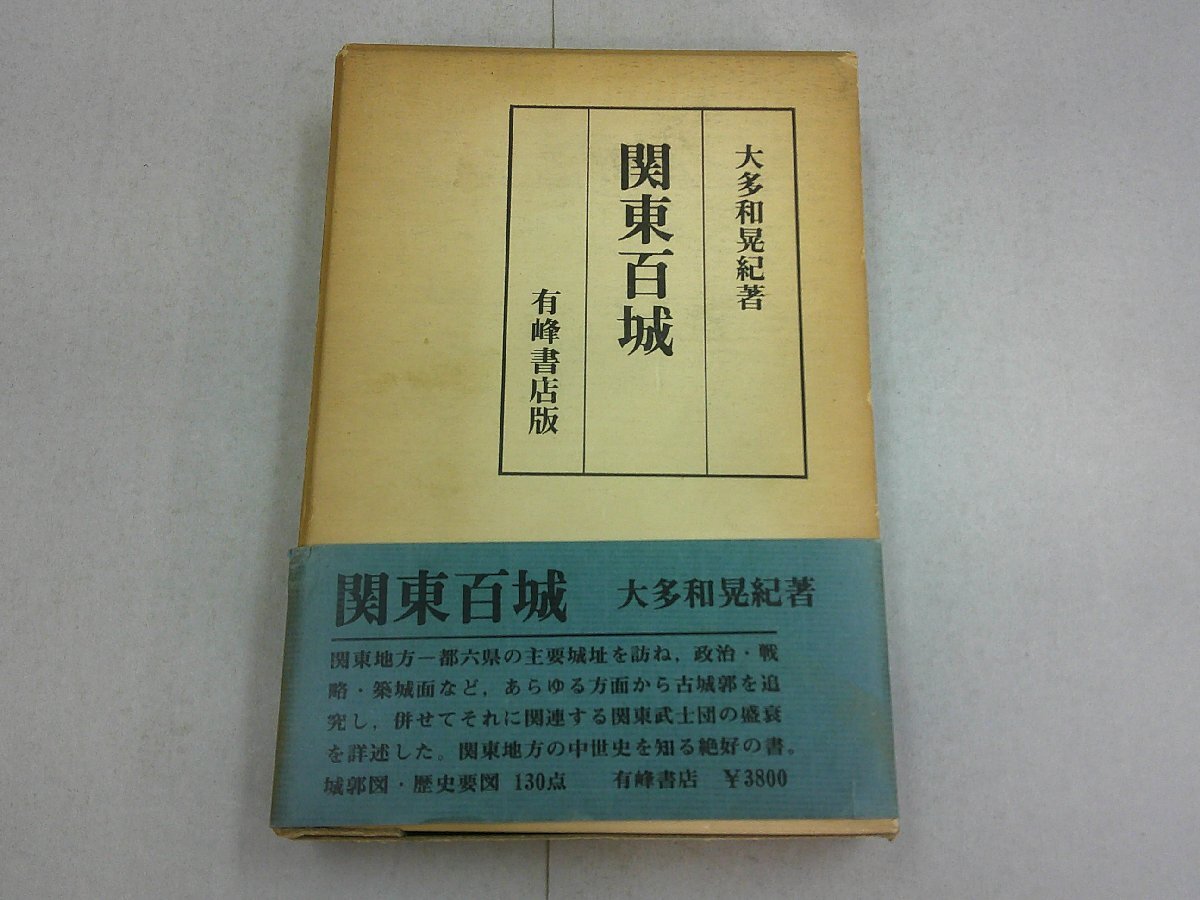 大多和晃紀著
関東百城
有峰書店版
関東百城 大多和晃紀著
関東地方一都六県の主要城址を訪ね，政治・戦
略・築城面など，あらゆる方面から古城郭を追
究し，併せてそれに関連する関東武士団の盛衰
を詳述した。関東地方の中世史を知る絶好の書。
城郭図・歴史要図 130点 有峰書店 ￥3800